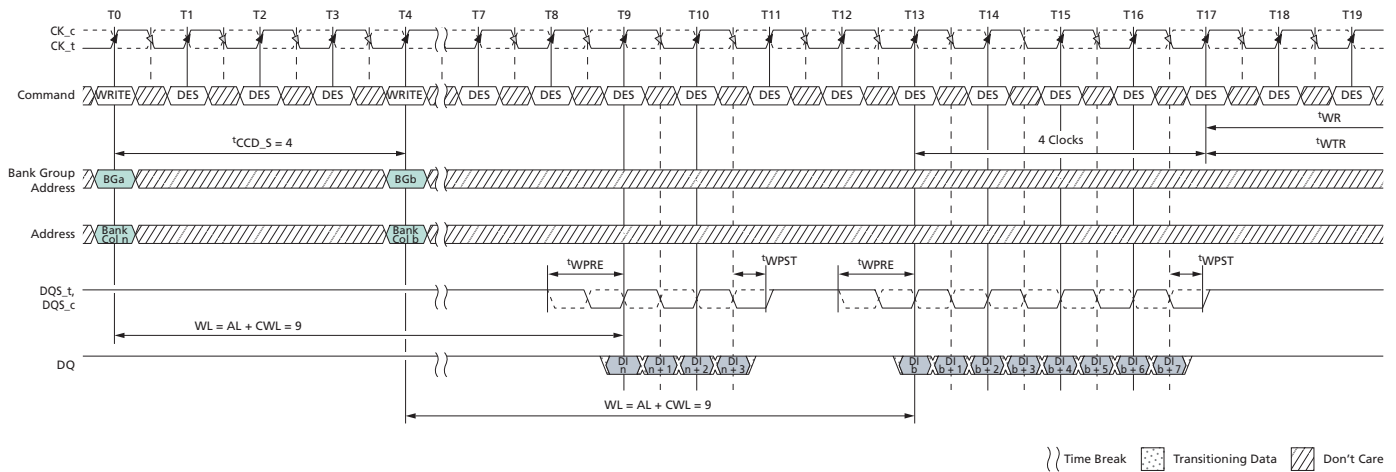 T0 T1 T2 T3 T4 T7 T8 T9 T10 T11 T12 T13 T14 T15 T16 T17 T18 T19
CK_c
CK_t
Command WRITE DES DES DES WRITE DES DES DES DES DES DES DES DES DES DES DES DES DES
tWR
tCCD_S = 4 4 Clocks tWTR
Bank Group
Address BGa BGb
Address Bank
Col n Bank
Col b
tWPRE tWPST tWPRE tWPST
DQS_t,
DQS_c
WL = AL + CWL = 9
DQ DI
n DI
n + 1 DI
n + 2 DI
n + 3 DI
b DI
b + 1 DI
b + 2 DI
b + 3 DI
b + 4 DI
b + 5 DI
b + 6 DI
b + 7
WL = AL + CWL = 9
Time Break Transitioning Data Don't Care